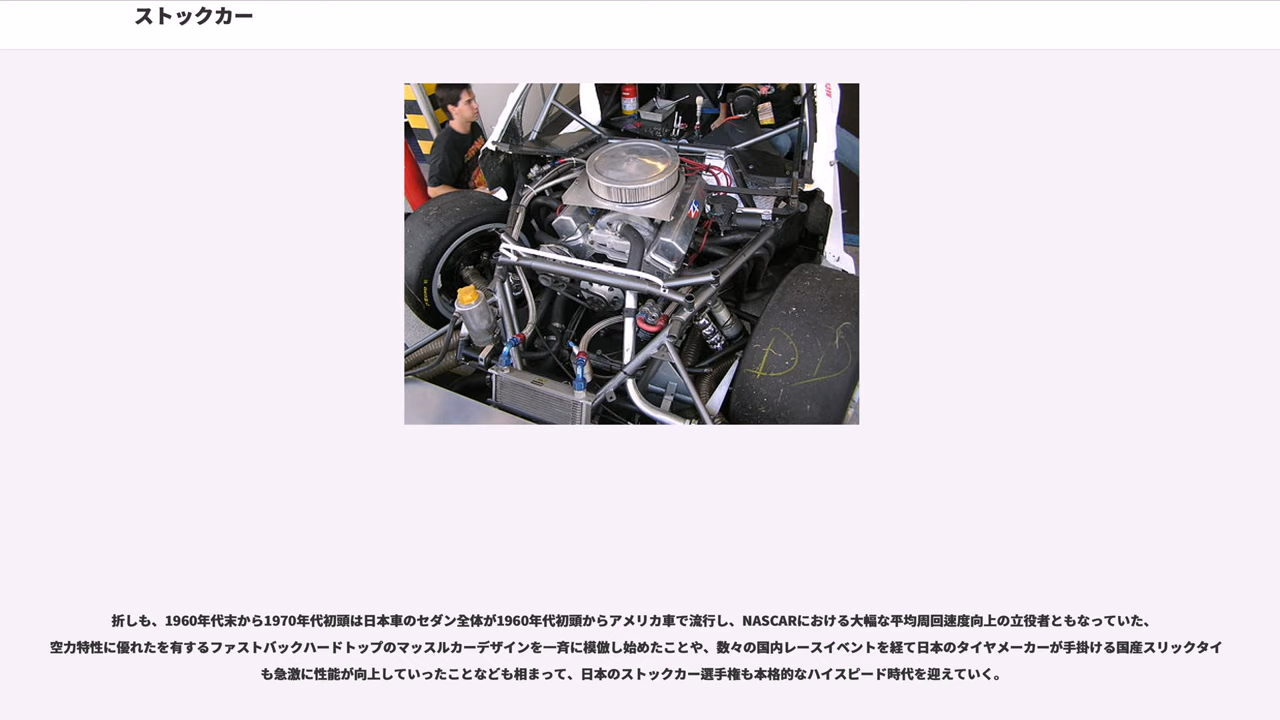 ストックカー
DD
折しも、1960年代末から1970年代初頭は日本車のセダン全体が1960年代初頭からアメリカ車で流行し、NASCARにおける大幅な平均周回速度向上の立役者ともなっていた、
空力特性に優れたを有するファストバックハードトップのマッスルカーデザインを一斉に模倣し始めたことや、数々の国内レースイベントを経て日本のタイヤメーカーが手掛ける国産スリックタイ
も急激に性能が向上していったことなども相まって、日本のストックカー選手権も本格的なハイスピード時代を迎えていく。